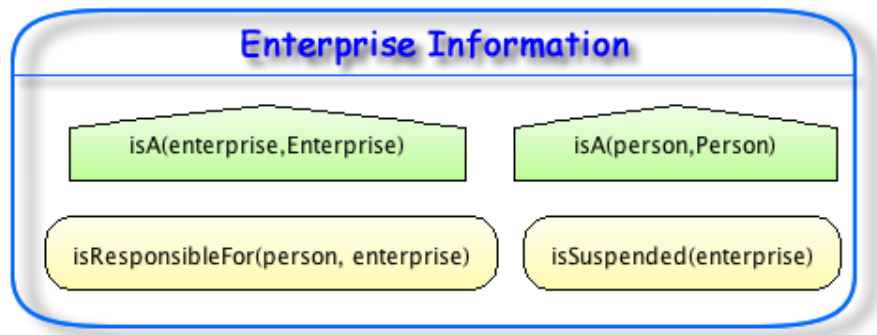 Enterprise Information
isA(enterprise,Enterprise)
isA(person,Person)
isResponsibleFor(person, enterprise)
isSuspended(enterprise)